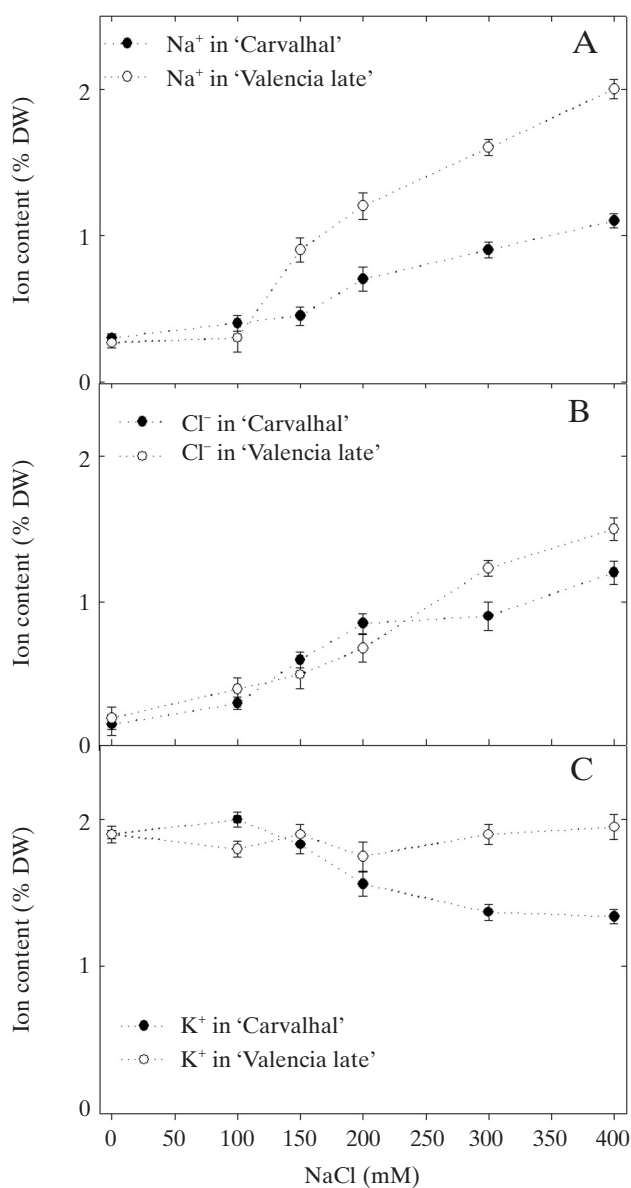 A
Na⁺ in ‘Carvalhal’
Na⁺ in ‘Valencia late’
2
1
0
Ion content (% DW)
B
Cl⁻ in ‘Carvalhal’
Cl⁻ in ‘Valencia late’
2
1
0
Ion content (% DW)
C
2
1
0
Ion content (% DW)
K⁺ in ‘Carvalhal’
K⁺ in ‘Valencia late’
0 50 100 150 200 250 300 350 400
NaCl (mM)